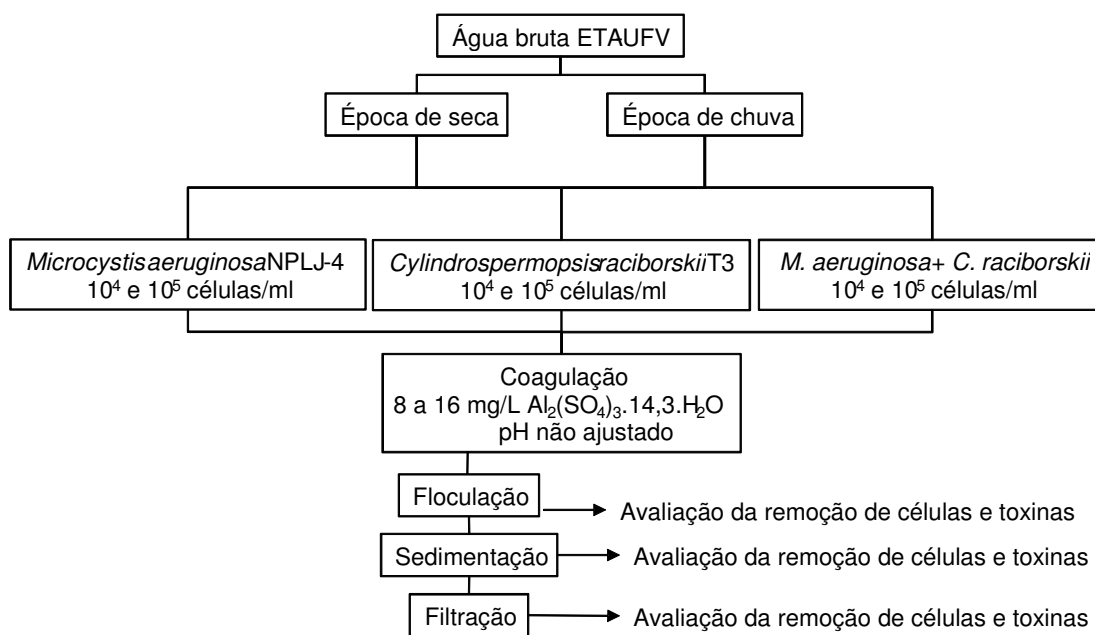 Água bruta ETAUFV
Época de seca
Época de chuva
MicrocystisaeruginosaNPLJ-4
10⁴ e 10⁵ células/ml
CylindrospermopsisraciborskiiT3
10⁴ e 10⁵ células/ml
M. aeruginosa+ C. raciborskii
10⁴ e 10⁵ células/ml
Coagulação
8 a 16 mg/L Al₂(SO₄)₃.14,3.H₂O
pH não ajustado
Floculação
Avaliação da remoção de células e toxinas
Sedimentação
Avaliação da remoção de células e toxinas
Filtração
Avaliação da remoção de células e toxinas